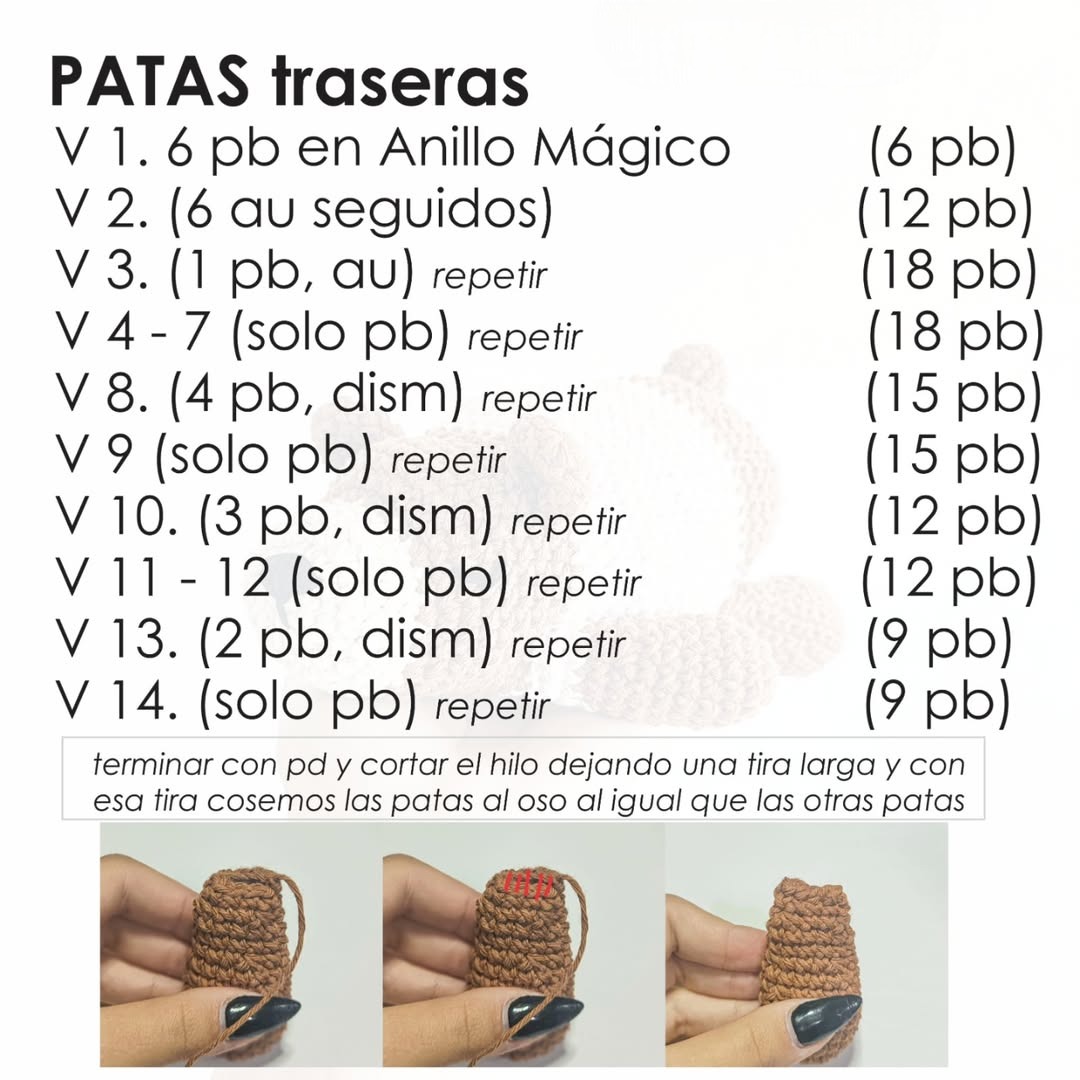 PATAS traseras
V 1. 6 pb en Anillo Mágico (6 pb)
V 2. (6 au seguidos) (12 pb)
V 3. (1 pb, au) repetir (18 pb)
V 4 - 7 (solo pb) repetir (18 pb)
V 8. (4 pb, dism) repetir (15 pb)
V 9 (solo pb) repetir (15 pb)
V 10. (3 pb, dism) repetir (12 pb)
V 11 - 12 (solo pb) repetir (12 pb)
V 13. (2 pb, dism) repetir (9 pb)
V 14. (solo pb) repetir (9 pb)
terminar con pd y cortar el hilo dejando una tira larga y con
esa tira cosemos las patas al oso al igual que las otras patas